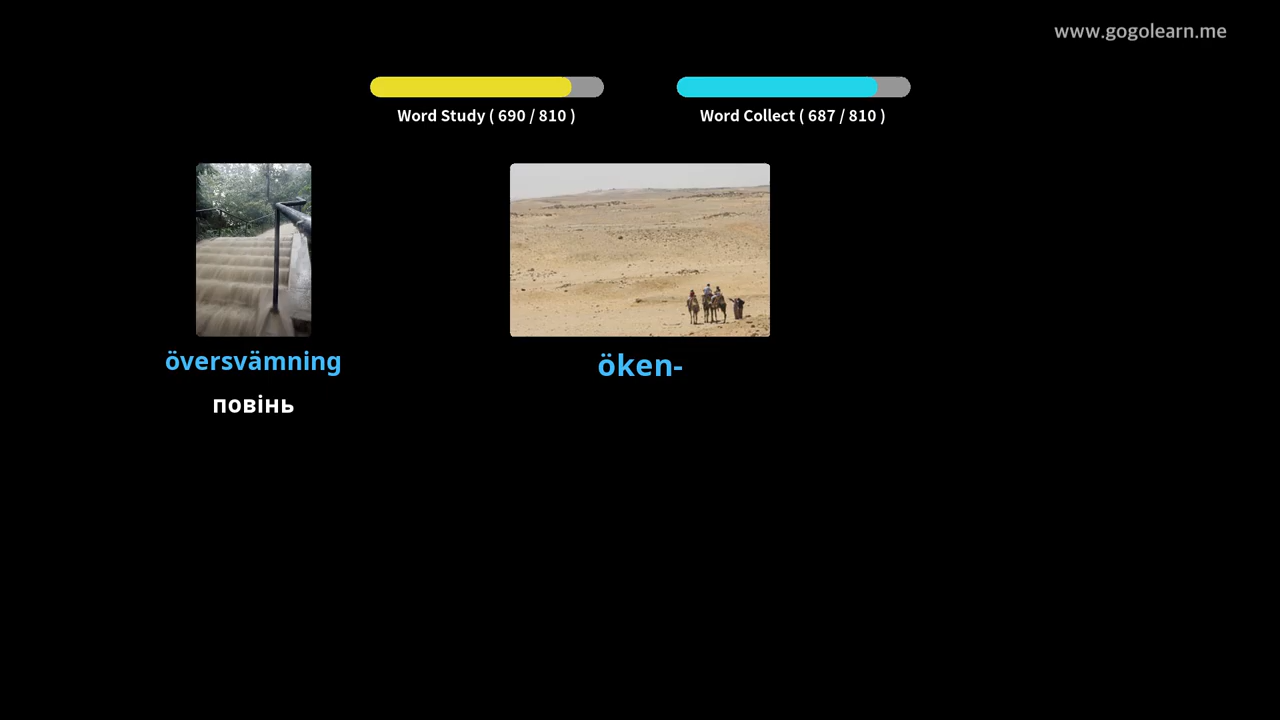 www.gogolearn.me
Word Study ( 690 / 810 )
Word Collect ( 687 / 810 )
översvämning
повінь
öken-